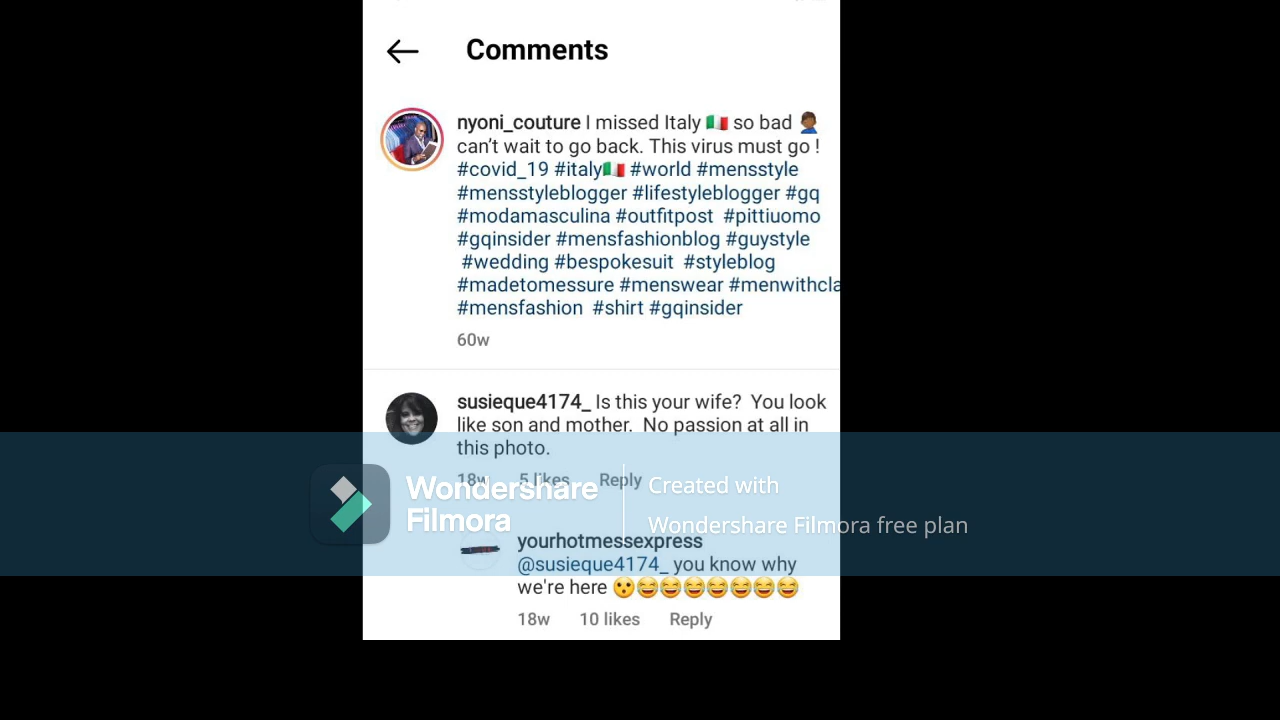 Comments
nyoni_couture I missed Italy 🇮🇹 so bad 🤦🏾‍♂️
can't wait to go back. This virus must go !
#covid_19 #italy🇮🇹 #world #mensstyle
#mensstyleblogger #lifestyleblogger #gq
#modamasculina #outfitpost #pittiuomo
#gqinsider #mensfashionblog #guystyle
#wedding #bespokesuit #styleblog
#madetomessure #menswear #menwithcla
#mensfashion #shirt #gqinsider
60w
susieque4174_ Is this your wife? You look
like son and mother. No passion at all in
this photo.
18w 5 likes Reply
Wondershare
Filmora
Created with
Wondershare Filmora free plan
yourhotmessexpress
@susieque4174_ you know why
we're here 😯😂😂😂😂😂😂😂
18w 10 likes Reply